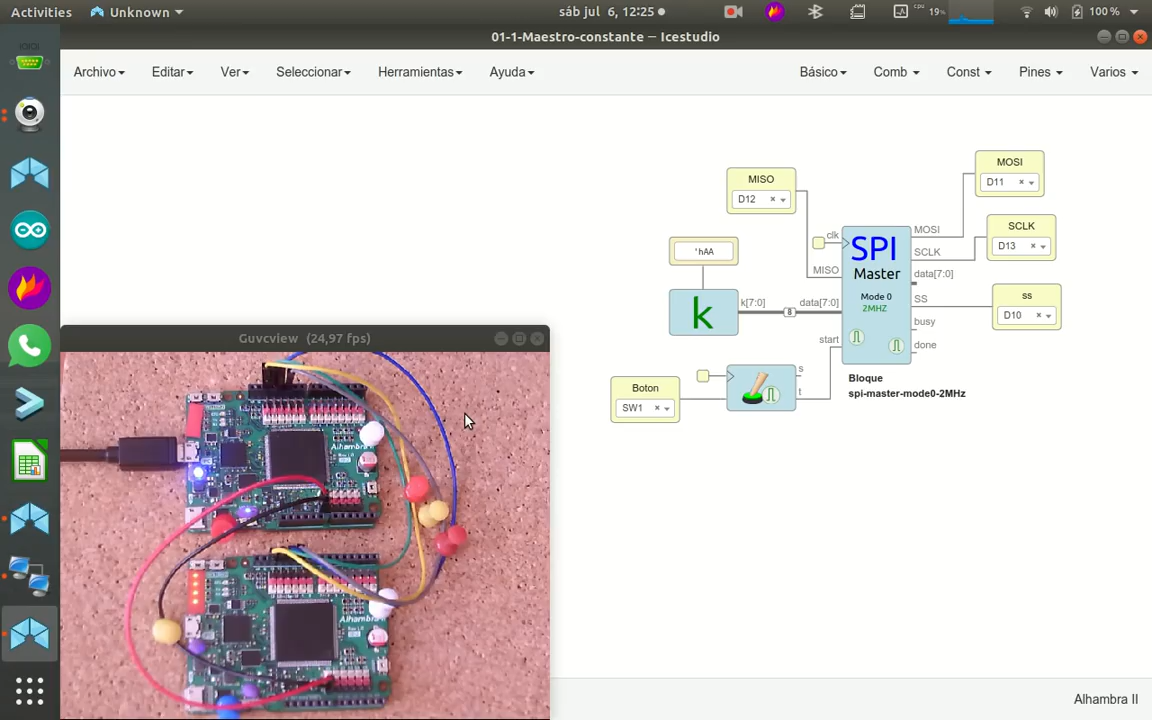 Activities
Unknown
sáb jul 6, 12:25
cpu
19%
100 %
01-1-Maestro-constante – Icestudio
Archivo
Editar
Ver
Seleccionar
Herramientas
Ayuda
Básico
Comb
Const
Pines
Varios
MISO
D12
MOSI
D11
SCLK
D13
ss
D10
'hAA
k
k[7:0]
8
data[7:0]
clk
MISO
start
SPI
Master
Mode 0
2MHZ
MOSI
SCLK
data[7:0]
SS
busy
done
Bloque
spi-master-mode0-2MHz
Boton
SW1
s
t
Guvcview (24,97 fps)
Alhambra
Alhambra
Alhambra II